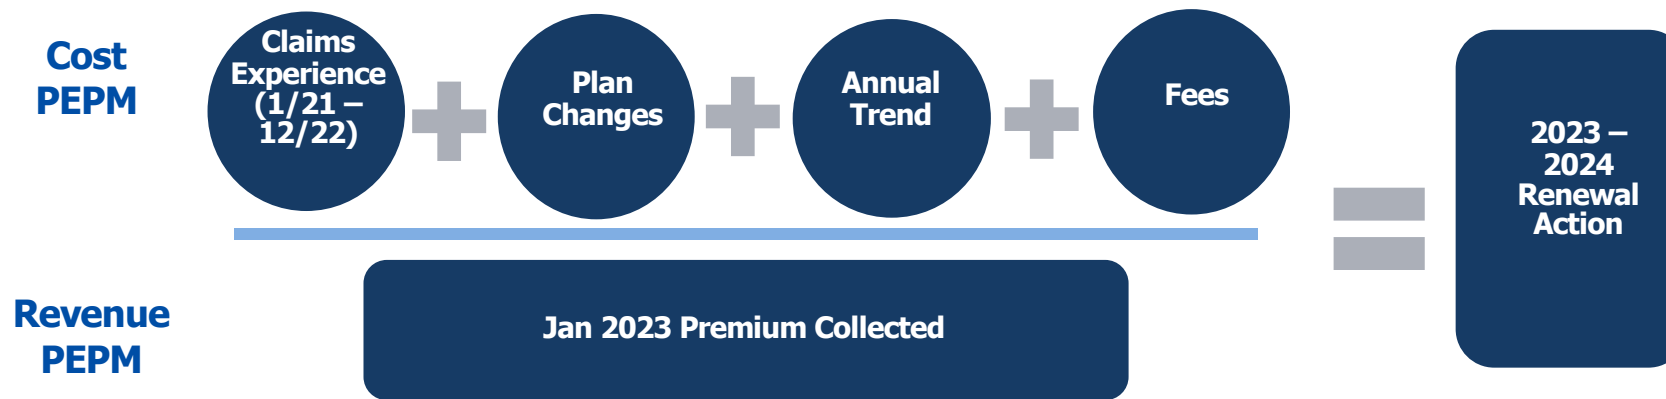 Cost
PEPM
Claims
Experience
(1/21 –
12/22)
Plan
Changes
Annual
Trend
Fees
2023 –
2024
Renewal
Action
Revenue
PEPM
Jan 2023 Premium Collected